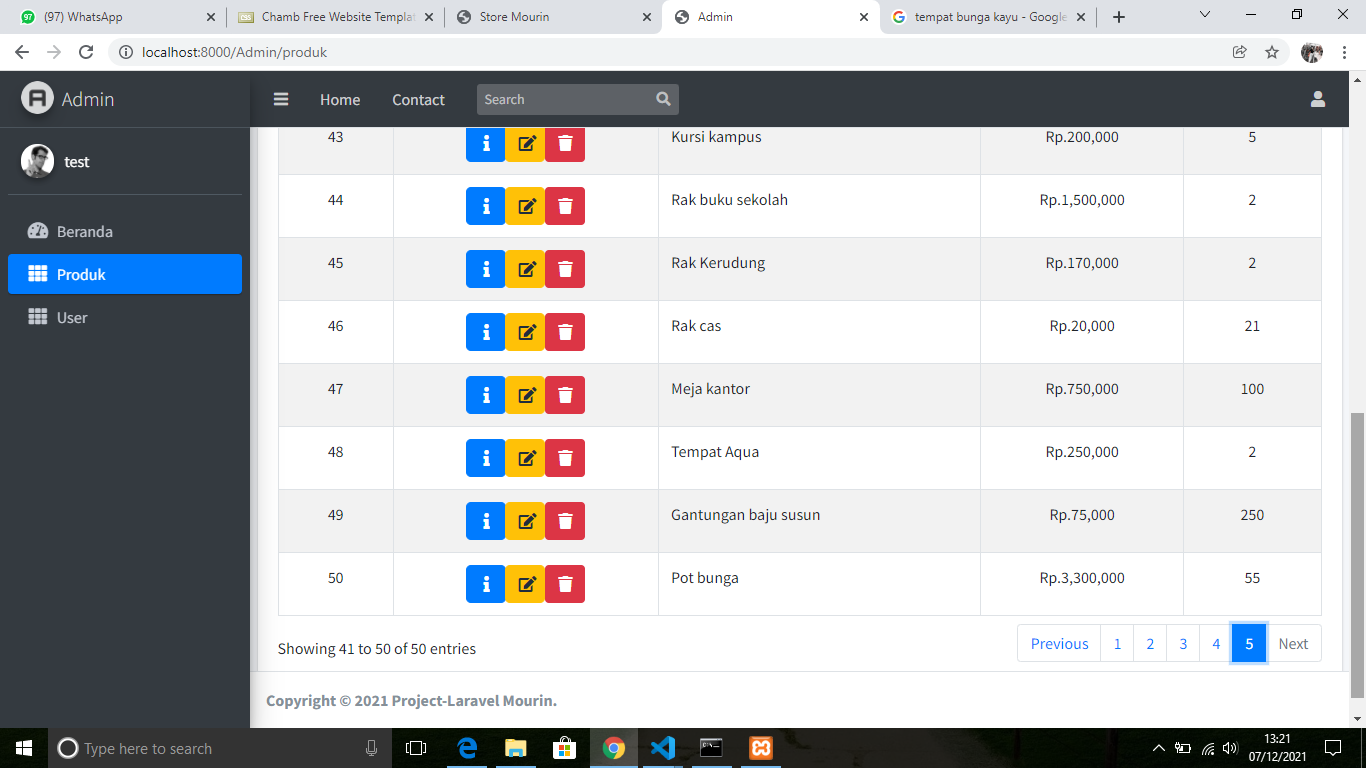 (97) WhatsApp
Chamb Free Website Templat
Store Mourin
Admin
tempat bunga kayu - Google
localhost:8000/Admin/produk
Admin
Home
Contact
Search
test
Beranda
Produk
User
43 Kursi kampus Rp.200,000 5
44 Rak buku sekolah Rp.1,500,000 2
45 Rak Kerudung Rp.170,000 2
46 Rak cas Rp.20,000 21
47 Meja kantor Rp.750,000 100
48 Tempat Aqua Rp.250,000 2
49 Gantungan baju susun Rp.75,000 250
50 Pot bunga Rp.3,300,000 55
Showing 41 to 50 of 50 entries
Previous 1 2 3 4 5 Next
Copyright © 2021 Project-Laravel Mourin.
Type here to search
13:21
07/12/2021